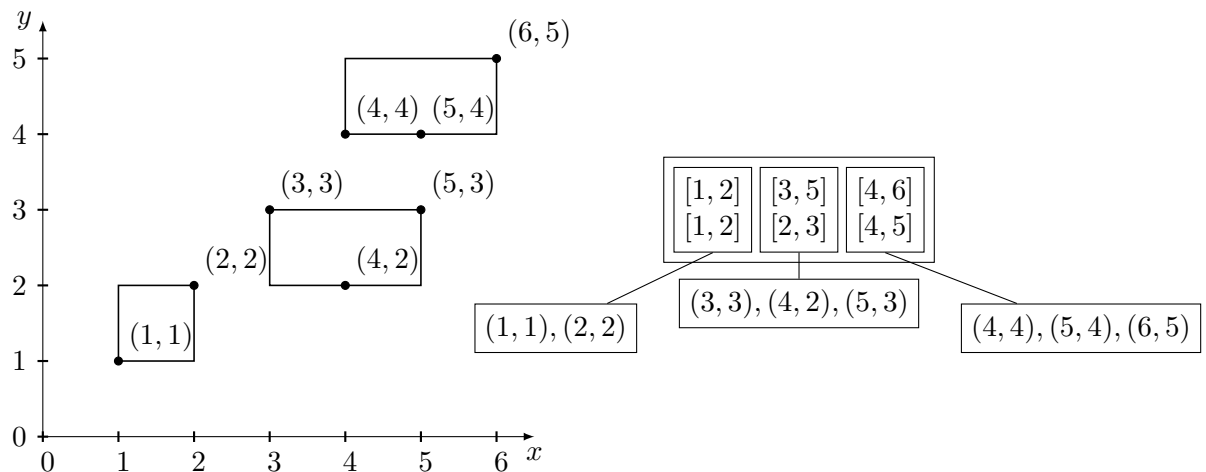 y
(6, 5)
5
(4, 4) (5, 4)
4
(3, 3) (5, 3)
3
(2, 2) (4, 2)
2
(1, 1)
1
0
0 1 2 3 4 5 6 x
[1, 2] [3, 5] [4, 6]
[1, 2] [2, 3] [4, 5]
(3, 3), (4, 2), (5, 3)
(1, 1), (2, 2)
(4, 4), (5, 4), (6, 5)